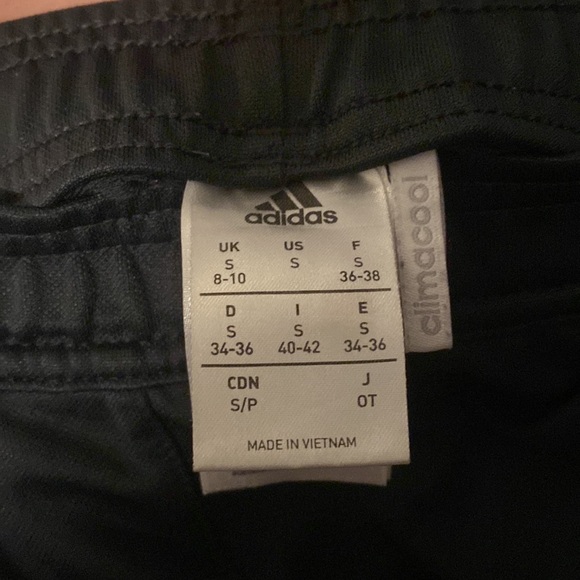 adidas
UK US F
S S S
8-10 36-38
D I E
S S S
34-36 40-42 34-36
CDN J
S/P OT
MADE IN VIETNAM
climacool